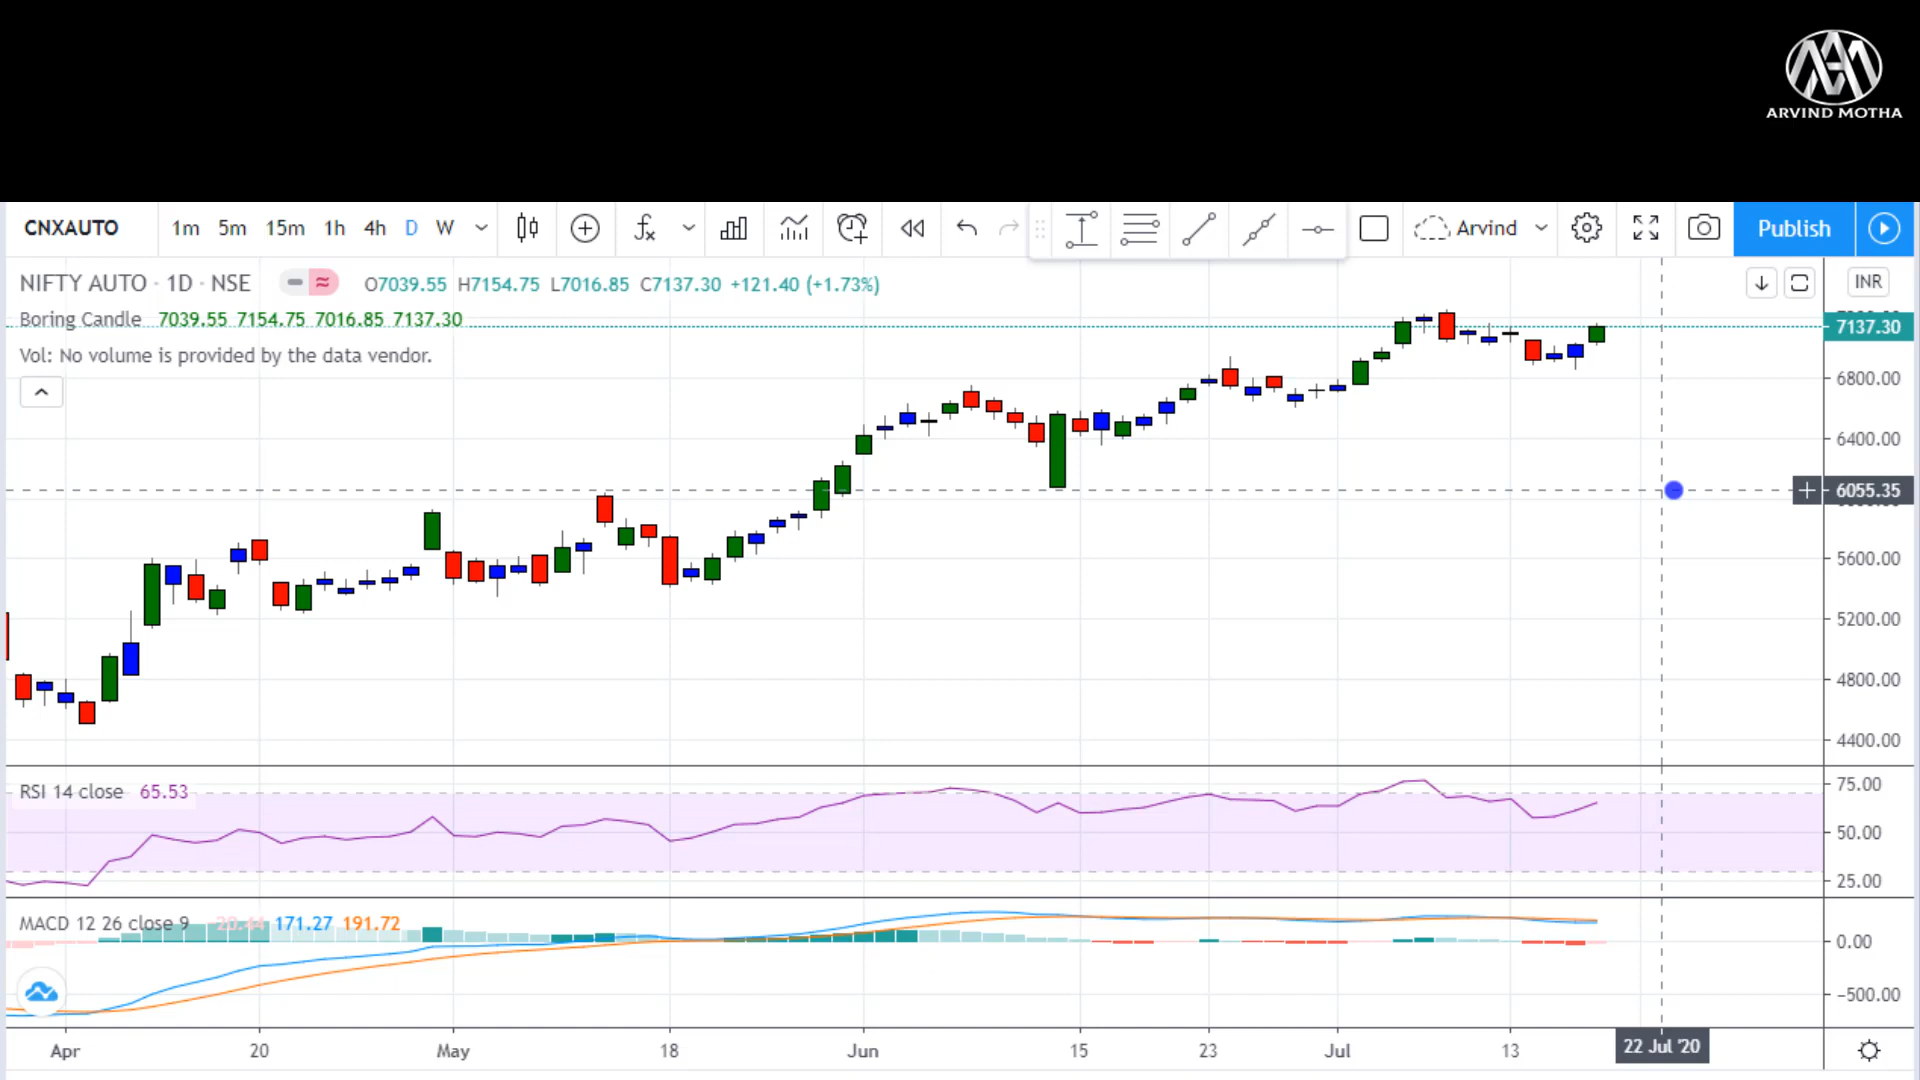 ARVIND MOTHA
CNXAUTO 1m 5m 15m 1h 4h D W Arvind Publish
NIFTY AUTO · 1D · NSE O7039.55 H7154.75 L7016.85 C7137.30 +121.40 (+1.73%) INR
Boring Candle 7039.55 7154.75 7016.85 7137.30
7137.30
Vol: No volume is provided by the data vendor.
6800.00
6400.00
6055.35
5600.00
5200.00
4800.00
4400.00
RSI 14 close 65.53
75.00
50.00
25.00
MACD 12 26 close 9 -20.44 171.27 191.72
0.00
-500.00
Apr 20 May 18 Jun 15 23 Jul 13 22 Jul '20